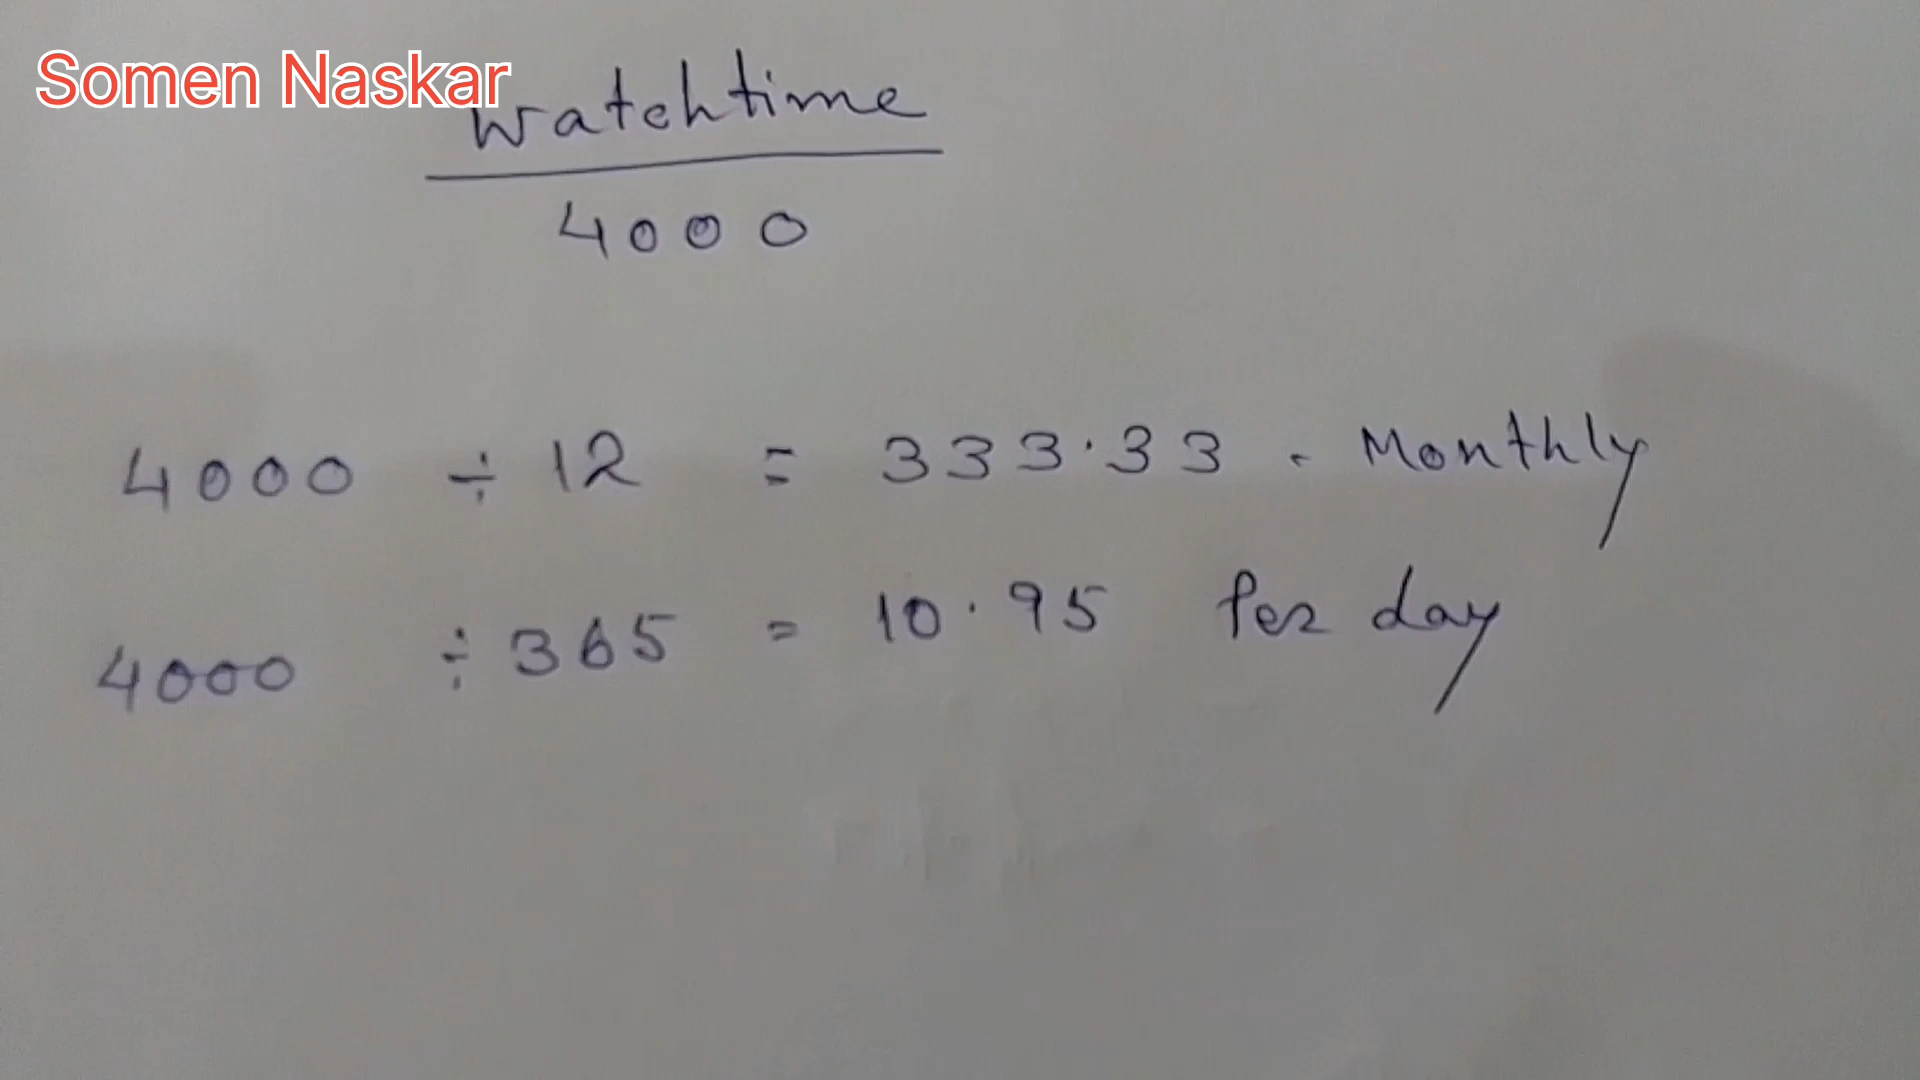 Somen Naskar
Watchtime
4000
4000 ÷ 12 = 333.33 - Monthly
4000 ÷ 365 = 10.95 Per day